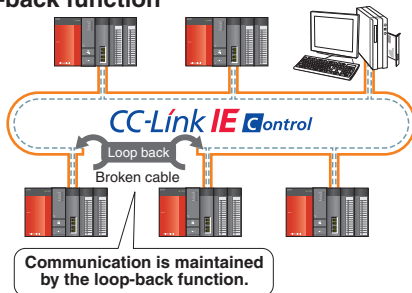 -back function
CC-Link IE Control
Loop back
Broken cable
Communication is maintained
by the loop-back function.